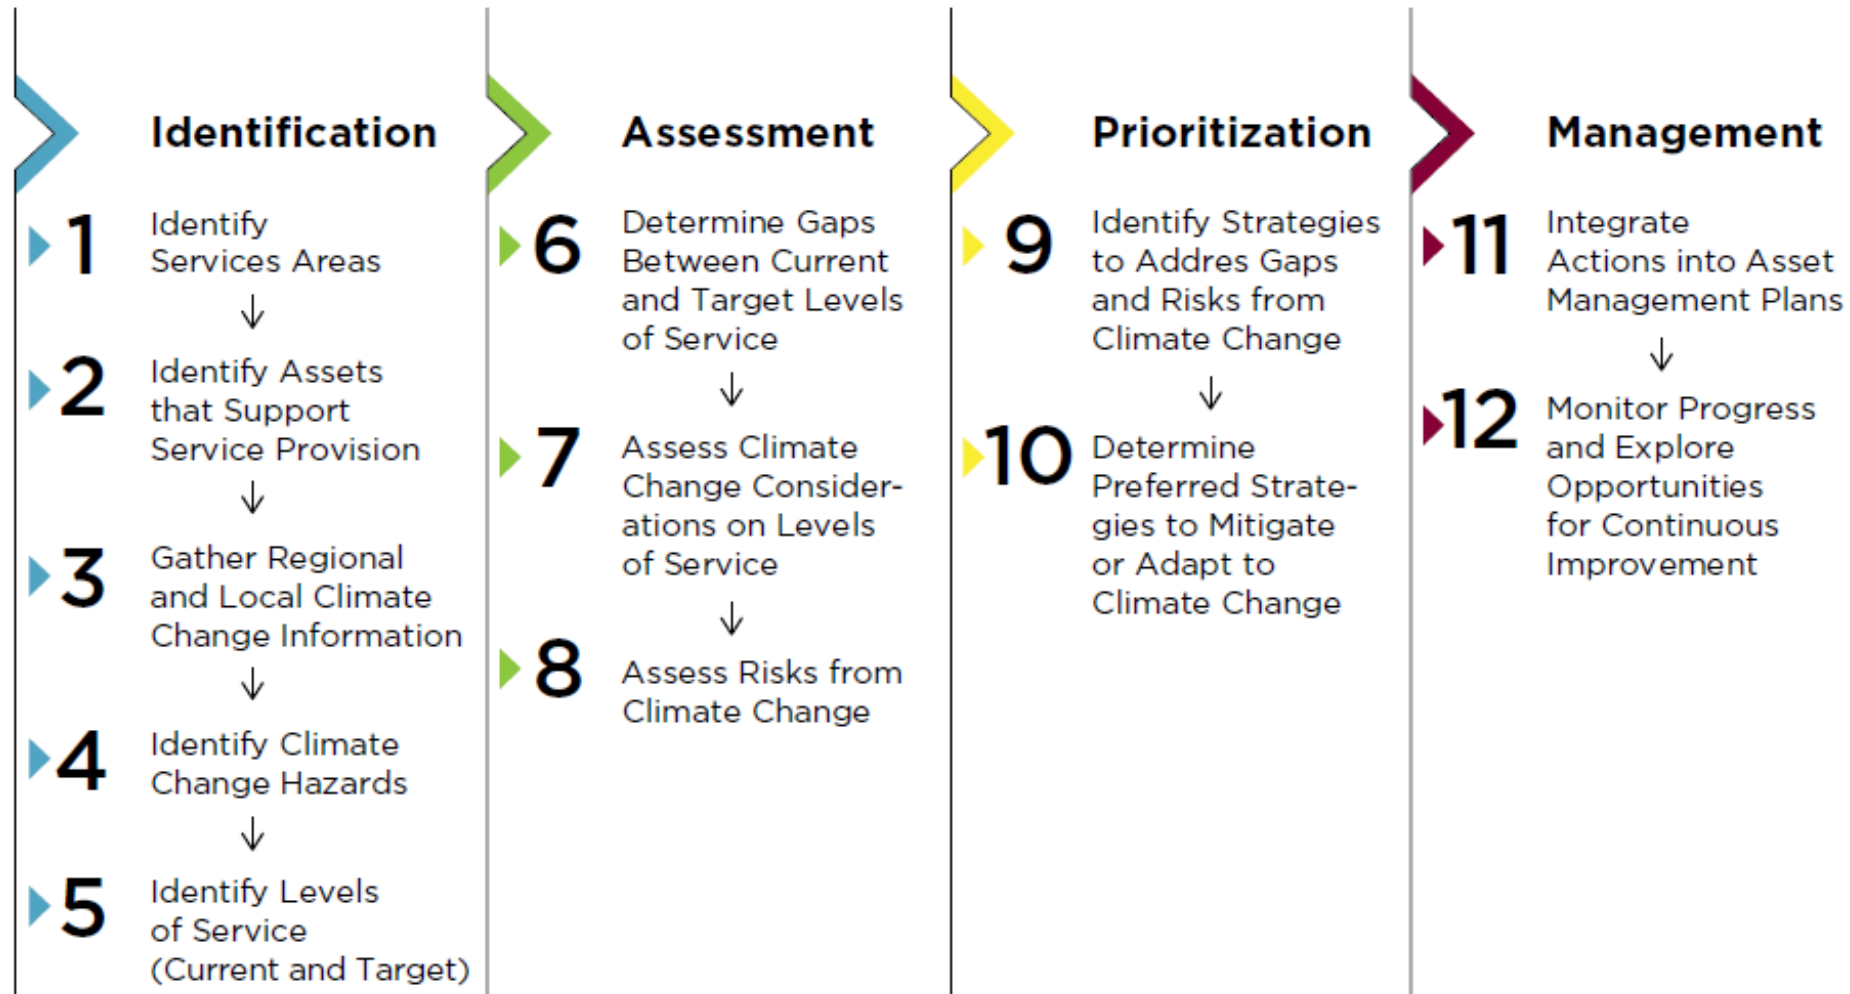 Identification
1
Identify
Services Areas
2
Identify Assets
that Support
Service Provision
3
Gather Regional
and Local Climate
Change Information
4
Identify Climate
Change Hazards
5
Identify Levels
of Service
(Current and Target)
Assessment
6
Determine Gaps
Between Current
and Target Levels
of Service
7
Assess Climate
Change Consider-
ations on Levels
of Service
8
Assess Risks from
Climate Change
Prioritization
9
Identify Strategies
to Addres Gaps
and Risks from
Climate Change
10
Determine
Preferred Strate-
gies to Mitigate
or Adapt to
Climate Change
Management
11
Integrate
Actions into Asset
Management Plans
12
Monitor Progress
and Explore
Opportunities
for Continuous
Improvement